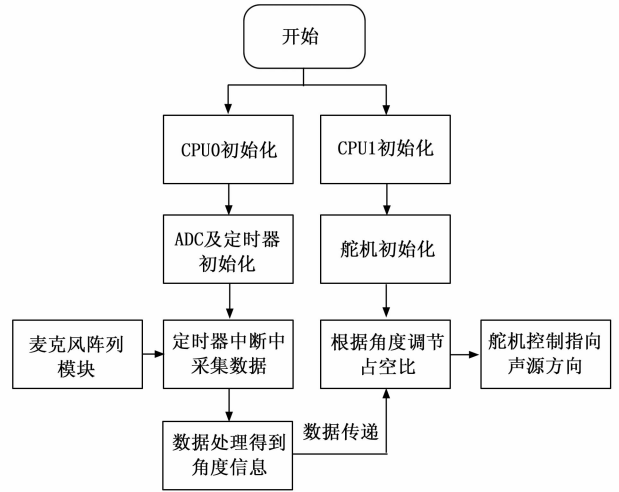 开始
CPU0初始化
CPU1初始化
ADC及定时器
初始化
舵机初始化
麦克风阵列
模块
定时器中断中
采集数据
根据角度调节
占空比
舵机控制指向
声源方向
数据处理得到
角度信息
数据传递